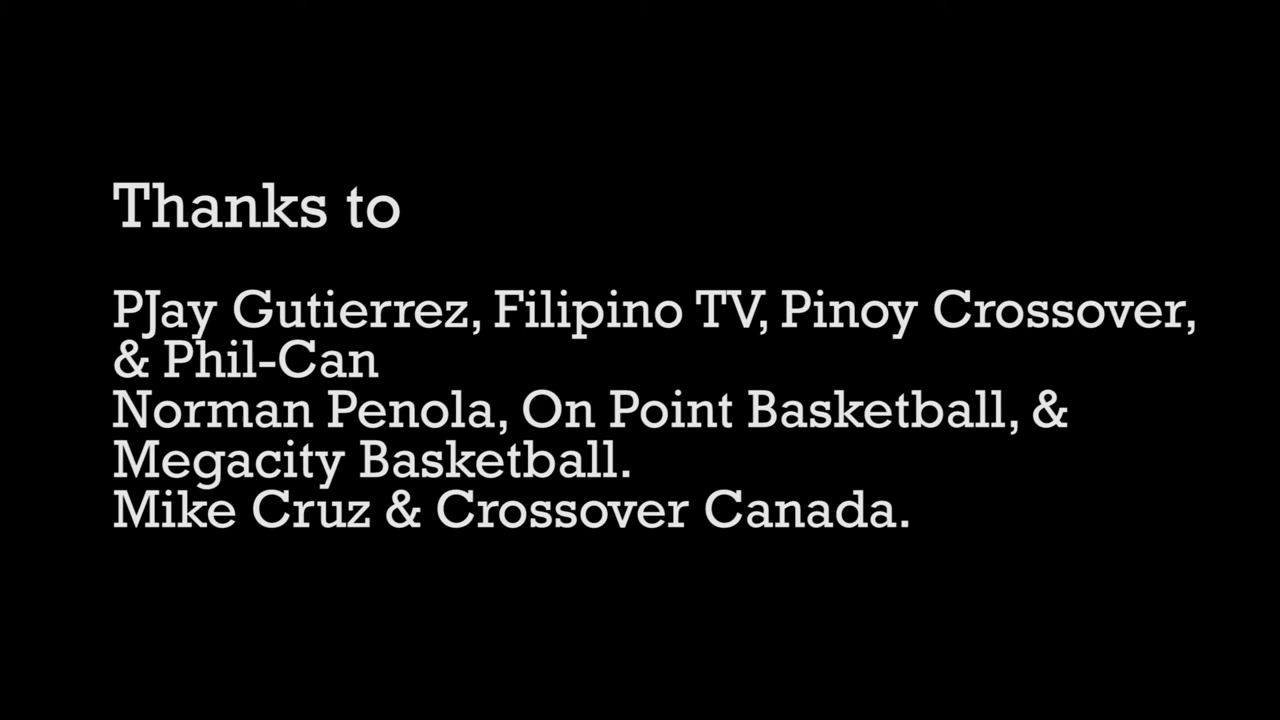 Thanks to
PJay Gutierrez, Filipino TV, Pinoy Crossover,
& Phil-Can
Norman Penola, On Point Basketball, &
Megacity Basketball.
Mike Cruz & Crossover Canada.